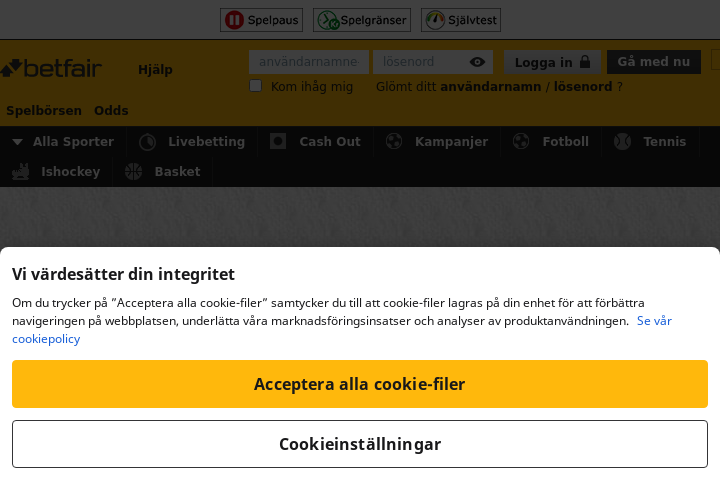 Spelpaus Spelgränser Självtest
betfair Hjälp användarnamne lösenord Logga in Gå med nu
Kom ihåg mig Glömt ditt användarnamn / lösenord ?
Spelbörsen Odds
Alla Sporter Livebetting Cash Out Kampanjer Fotboll Tennis
Ishockey Basket
Vi värdesätter din integritet
Om du trycker på ”Acceptera alla cookie-filer” samtycker du till att cookie-filer lagras på din enhet för att förbättra
navigeringen på webbplatsen, underlätta våra marknadsföringsinsatser och analyser av produktanvändningen. Se vår
cookiepolicy
Acceptera alla cookie-filer
Cookieinställningar